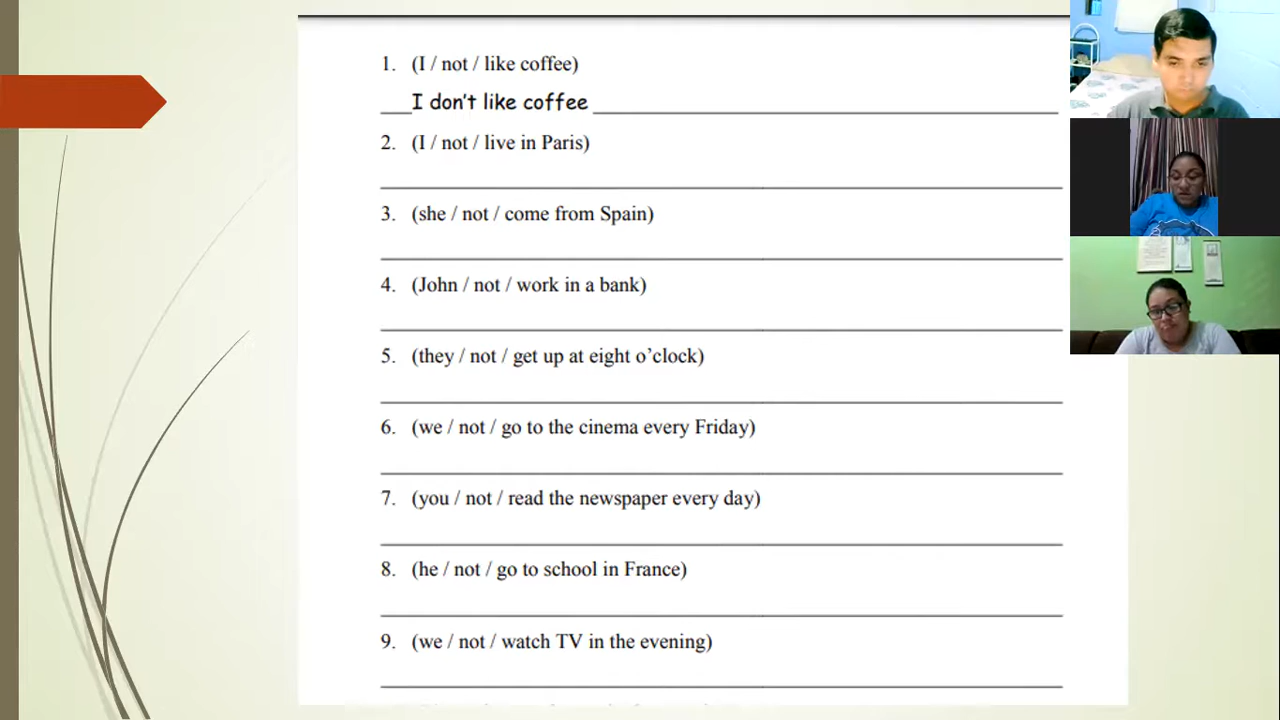 1. (I / not / like coffee)
I don't like coffee
2. (I / not / live in Paris)
3. (she / not / come from Spain)
4. (John / not / work in a bank)
5. (they / not / get up at eight o’clock)
6. (we / not / go to the cinema every Friday)
7. (you / not / read the newspaper every day)
8. (he / not / go to school in France)
9. (we / not / watch TV in the evening)